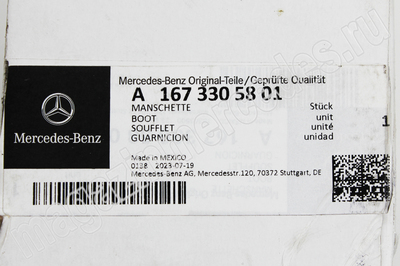 Mercedes-Benz Original-Teile/Geprüfte Qualität
A 167 330 58 01
MANSCHETTE Stück
BOOT unit
SOUFFLET unité 1
GUARNICION unidad
Mercedes-Benz
Made in MEXICO
0188 2023-07-19
Mercedes-Benz AG, Mercedesstr.120, 70372 Stuttgart, DE